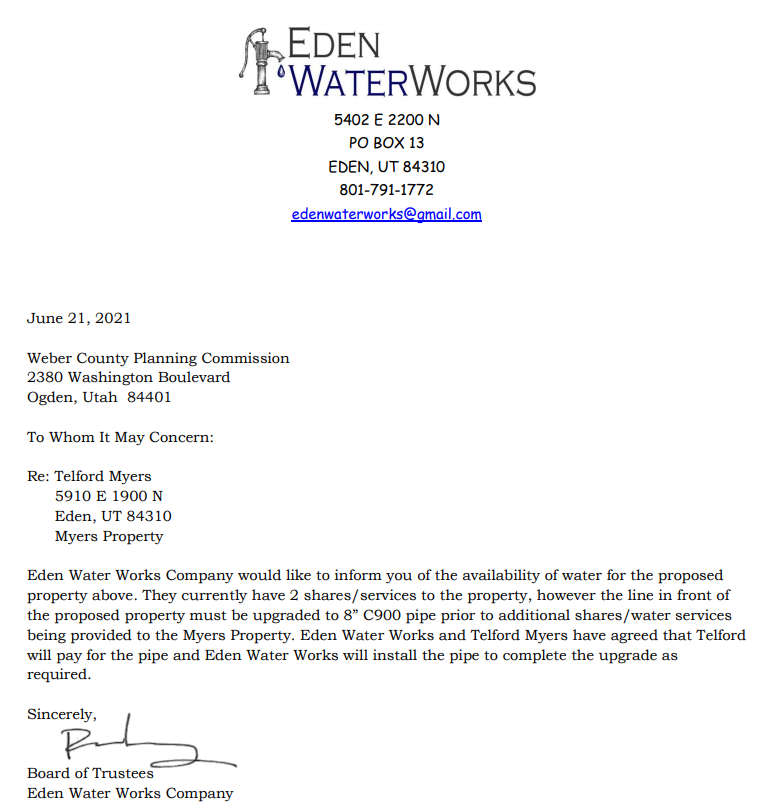 EDEN
WATERWORKS
5402 E 2200 N
PO BOX 13
EDEN, UT 84310
801-791-1772
edenwaterworks@gmail.com
June 21, 2021
Weber County Planning Commission
2380 Washington Boulevard
Ogden, Utah 84401
To Whom It May Concern:
Re: Telford Myers
5910 E 1900 N
Eden, UT 84310
Myers Property
Eden Water Works Company would like to inform you of the availability of water for the proposed
property above. They currently have 2 shares/services to the property, however the line in front of
the proposed property must be upgraded to 8” C900 pipe prior to additional shares/water services
being provided to the Myers Property. Eden Water Works and Telford Myers have agreed that Telford
will pay for the pipe and Eden Water Works will install the pipe to complete the upgrade as
required.
Sincerely,
Board of Trustees
Eden Water Works Company